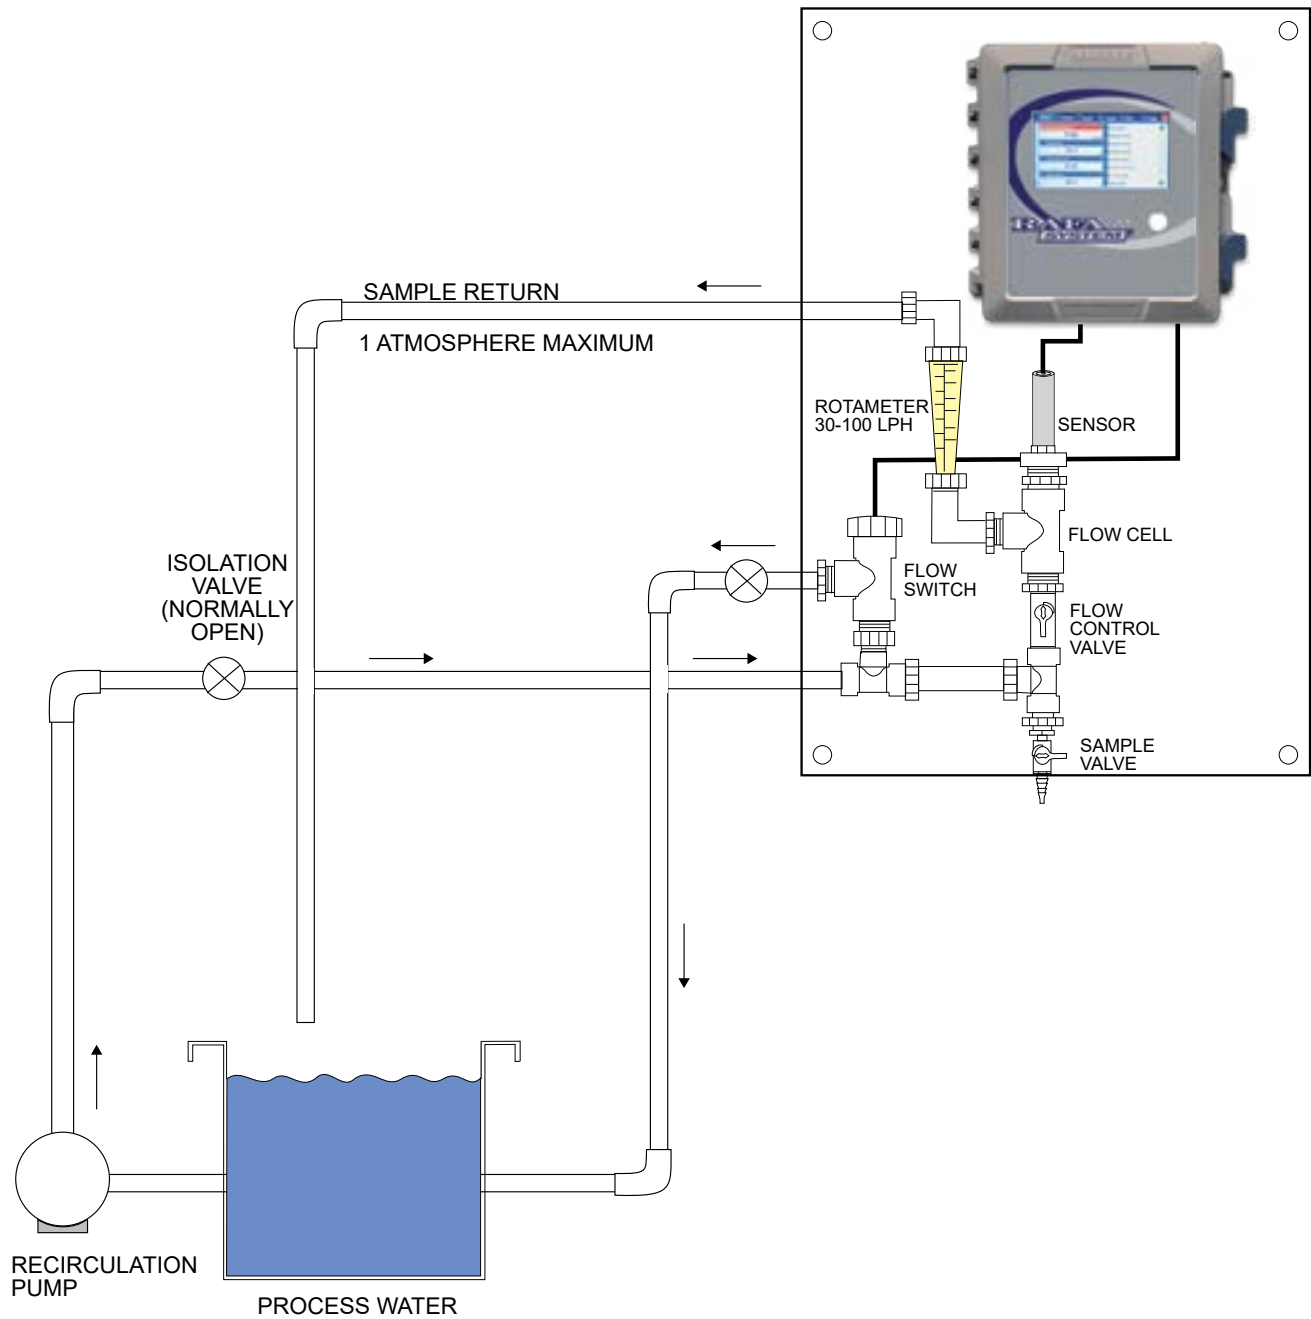 SAMPLE RETURN
1 ATMOSPHERE MAXIMUM
ROTAMETER
30-100 LPH
SENSOR
FLOW CELL
FLOW
SWITCH
ISOLATION
VALVE
(NORMALLY
OPEN)
FLOW
CONTROL
VALVE
SAMPLE
VALVE
RECIRCULATION
PUMP
PROCESS WATER